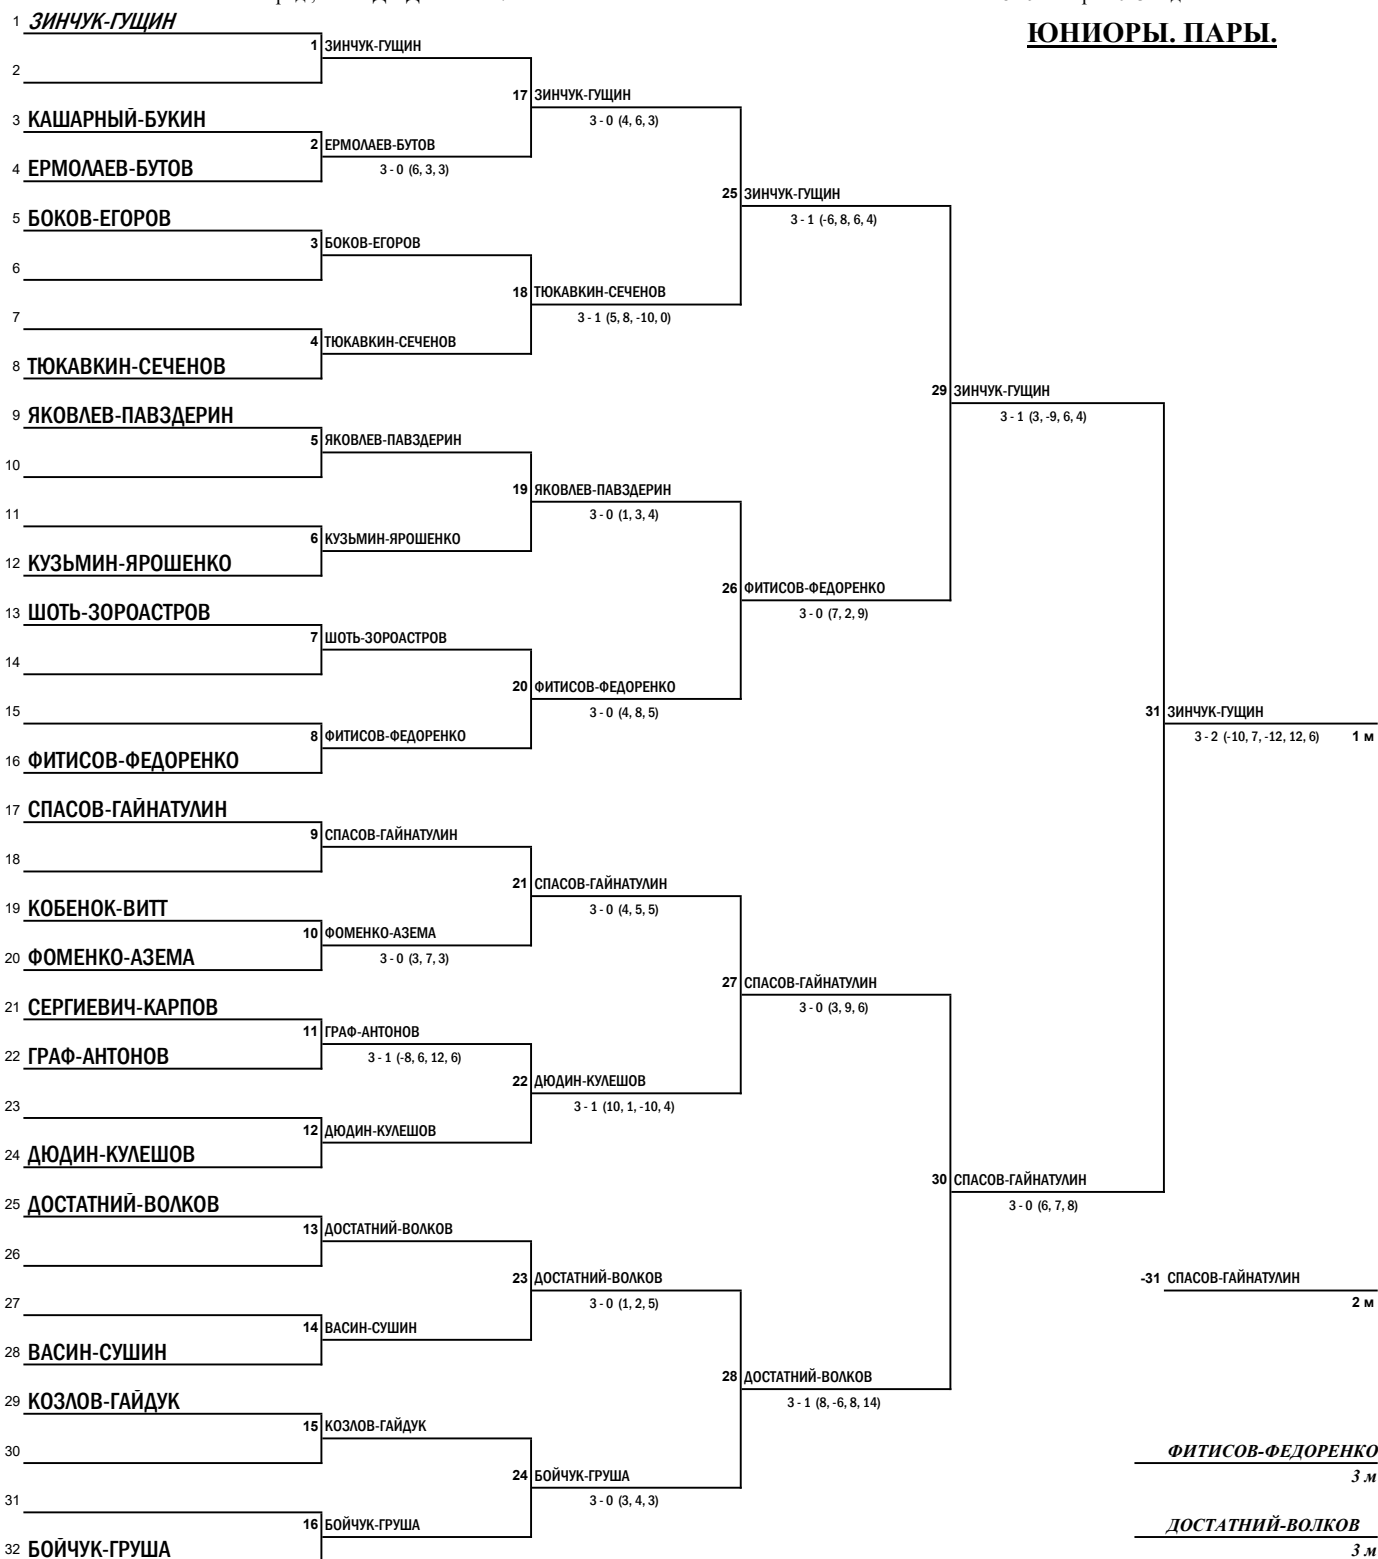 ЮНИОРЫ. ПАРЫ.
1 ЗИНЧУК-ГУЩИН
1 ЗИНЧУК-ГУЩИН
2
17 ЗИНЧУК-ГУЩИН
3 - 0 (4, 6, 3)
3 КАШАРНЫЙ-БУКИН
2 ЕРМОЛАЕВ-БУТОВ
3 - 0 (6, 3, 3)
4 ЕРМОЛАЕВ-БУТОВ
25 ЗИНЧУК-ГУЩИН
3 - 1 (-6, 8, 6, 4)
5 БОКОВ-ЕГОРОВ
3 БОКОВ-ЕГОРОВ
6
18 ТЮКАВКИН-СЕЧЕНОВ
3 - 1 (5, 8, -10, 0)
7
4 ТЮКАВКИН-СЕЧЕНОВ
8 ТЮКАВКИН-СЕЧЕНОВ
29 ЗИНЧУК-ГУЩИН
3 - 1 (3, -9, 6, 4)
9 ЯКОВЛЕВ-ПАВЗДЕРИН
5 ЯКОВЛЕВ-ПАВЗДЕРИН
10
19 ЯКОВЛЕВ-ПАВЗДЕРИН
3 - 0 (1, 3, 4)
11
6 КУЗЬМИН-ЯРОШЕНКО
12 КУЗЬМИН-ЯРОШЕНКО
26 ФИТИСОВ-ФЕДОРЕНКО
3 - 0 (7, 2, 9)
13 ШОТЬ-ЗОРОАСТРОВ
7 ШОТЬ-ЗОРОАСТРОВ
14
20 ФИТИСОВ-ФЕДОРЕНКО
3 - 0 (4, 8, 5)
15
8 ФИТИСОВ-ФЕДОРЕНКО
16 ФИТИСОВ-ФЕДОРЕНКО
31 ЗИНЧУК-ГУЩИН
3 - 2 (-10, 7, -12, 12, 6) 1 м
17 СПАСОВ-ГАЙНАТУЛИН
9 СПАСОВ-ГАЙНАТУЛИН
18
21 СПАСОВ-ГАЙНАТУЛИН
3 - 0 (4, 5, 5)
19 КОБЕНОК-ВИТТ
10 ФОМЕНКО-АЗЕМА
3 - 0 (3, 7, 3)
20 ФОМЕНКО-АЗЕМА
27 СПАСОВ-ГАЙНАТУЛИН
3 - 0 (3, 9, 6)
21 СЕРГИЕВИЧ-КАРПОВ
11 ГРАФ-АНТОНОВ
3 - 1 (-8, 6, 12, 6)
22 ГРАФ-АНТОНОВ
22 ДЮДИН-КУЛЕШОВ
3 - 1 (10, 1, -10, 4)
23
12 ДЮДИН-КУЛЕШОВ
24 ДЮДИН-КУЛЕШОВ
30 СПАСОВ-ГАЙНАТУЛИН
3 - 0 (6, 7, 8)
25 ДОСТАТНИЙ-ВОЛКОВ
13 ДОСТАТНИЙ-ВОЛКОВ
26
23 ДОСТАТНИЙ-ВОЛКОВ
3 - 0 (1, 2, 5)
-31 СПАСОВ-ГАЙНАТУЛИН
2 м
27
14 ВАСИН-СУШИН
28 ВАСИН-СУШИН
28 ДОСТАТНИЙ-ВОЛКОВ
3 - 1 (8, -6, 8, 14)
29 КОЗЛОВ-ГАЙДУК
15 КОЗЛОВ-ГАЙДУК
30
24 БОЙЧУК-ГРУША
3 - 0 (3, 4, 3)
ФИТИСОВ-ФЕДОРЕНКО
3 м
31
16 БОЙЧУК-ГРУША
32 БОЙЧУК-ГРУША
ДОСТАТНИЙ-ВОЛКОВ
3 м